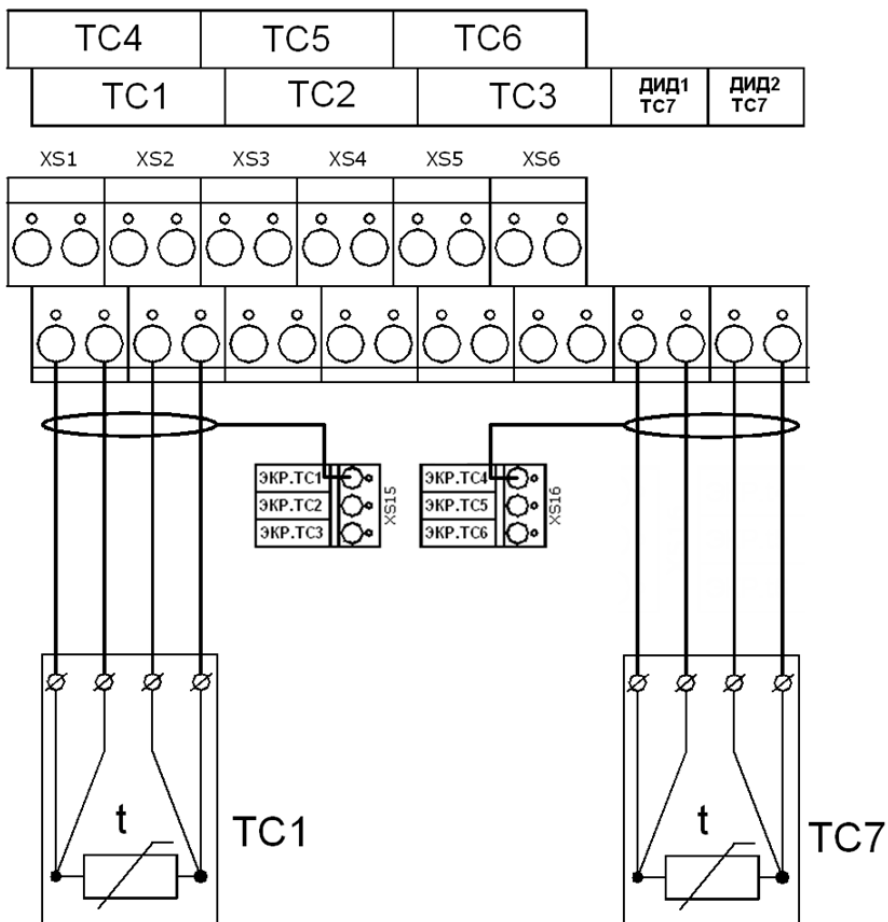 ТС4 ТС5 ТС6
ТС1 ТС2 ТС3 ДИД1 ТС7 ДИД2 ТС7
XS1 XS2 XS3 XS4 XS5 XS6
ЭКР.ТС1
ЭКР.ТС2
ЭКР.ТС3
XS15
ЭКР.ТС4
ЭКР.ТС5
ЭКР.ТС6
XS16
t
ТС1
t
ТС7